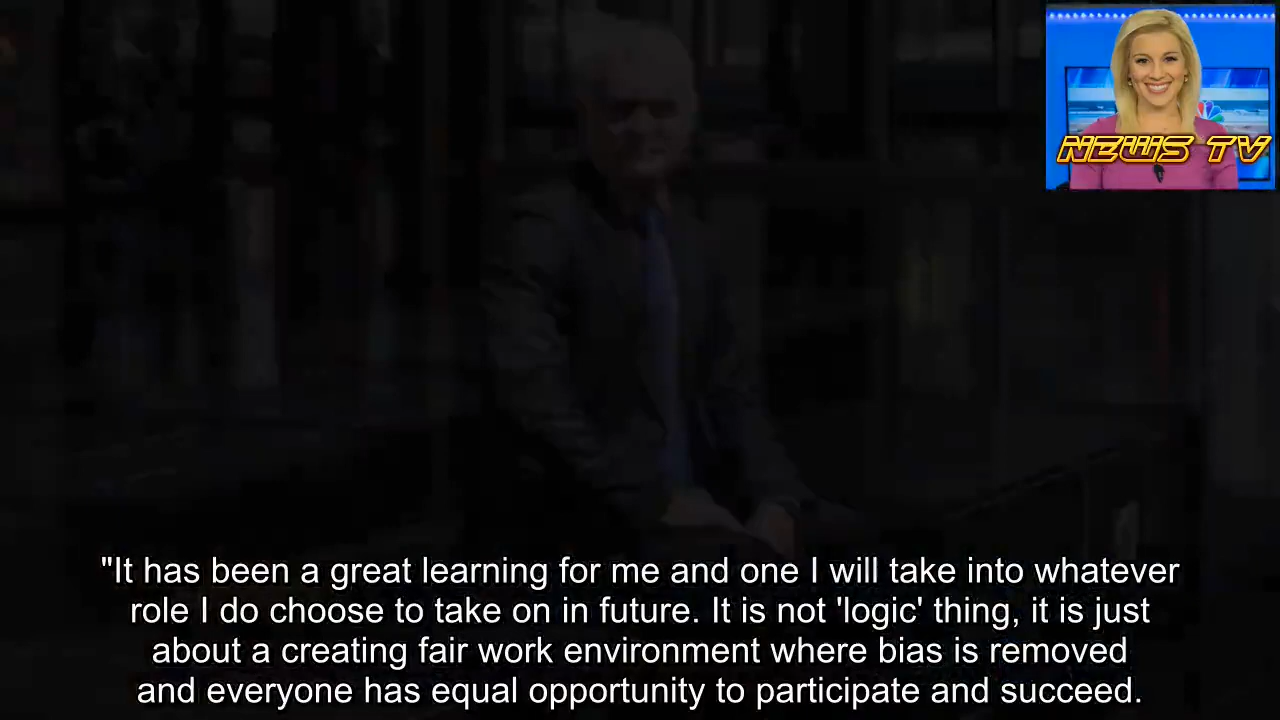 NEWS TV
"It has been a great learning for me and one I will take into whatever
role I do choose to take on in future. It is not 'logic' thing, it is just
about a creating fair work environment where bias is removed
and everyone has equal opportunity to participate and succeed.